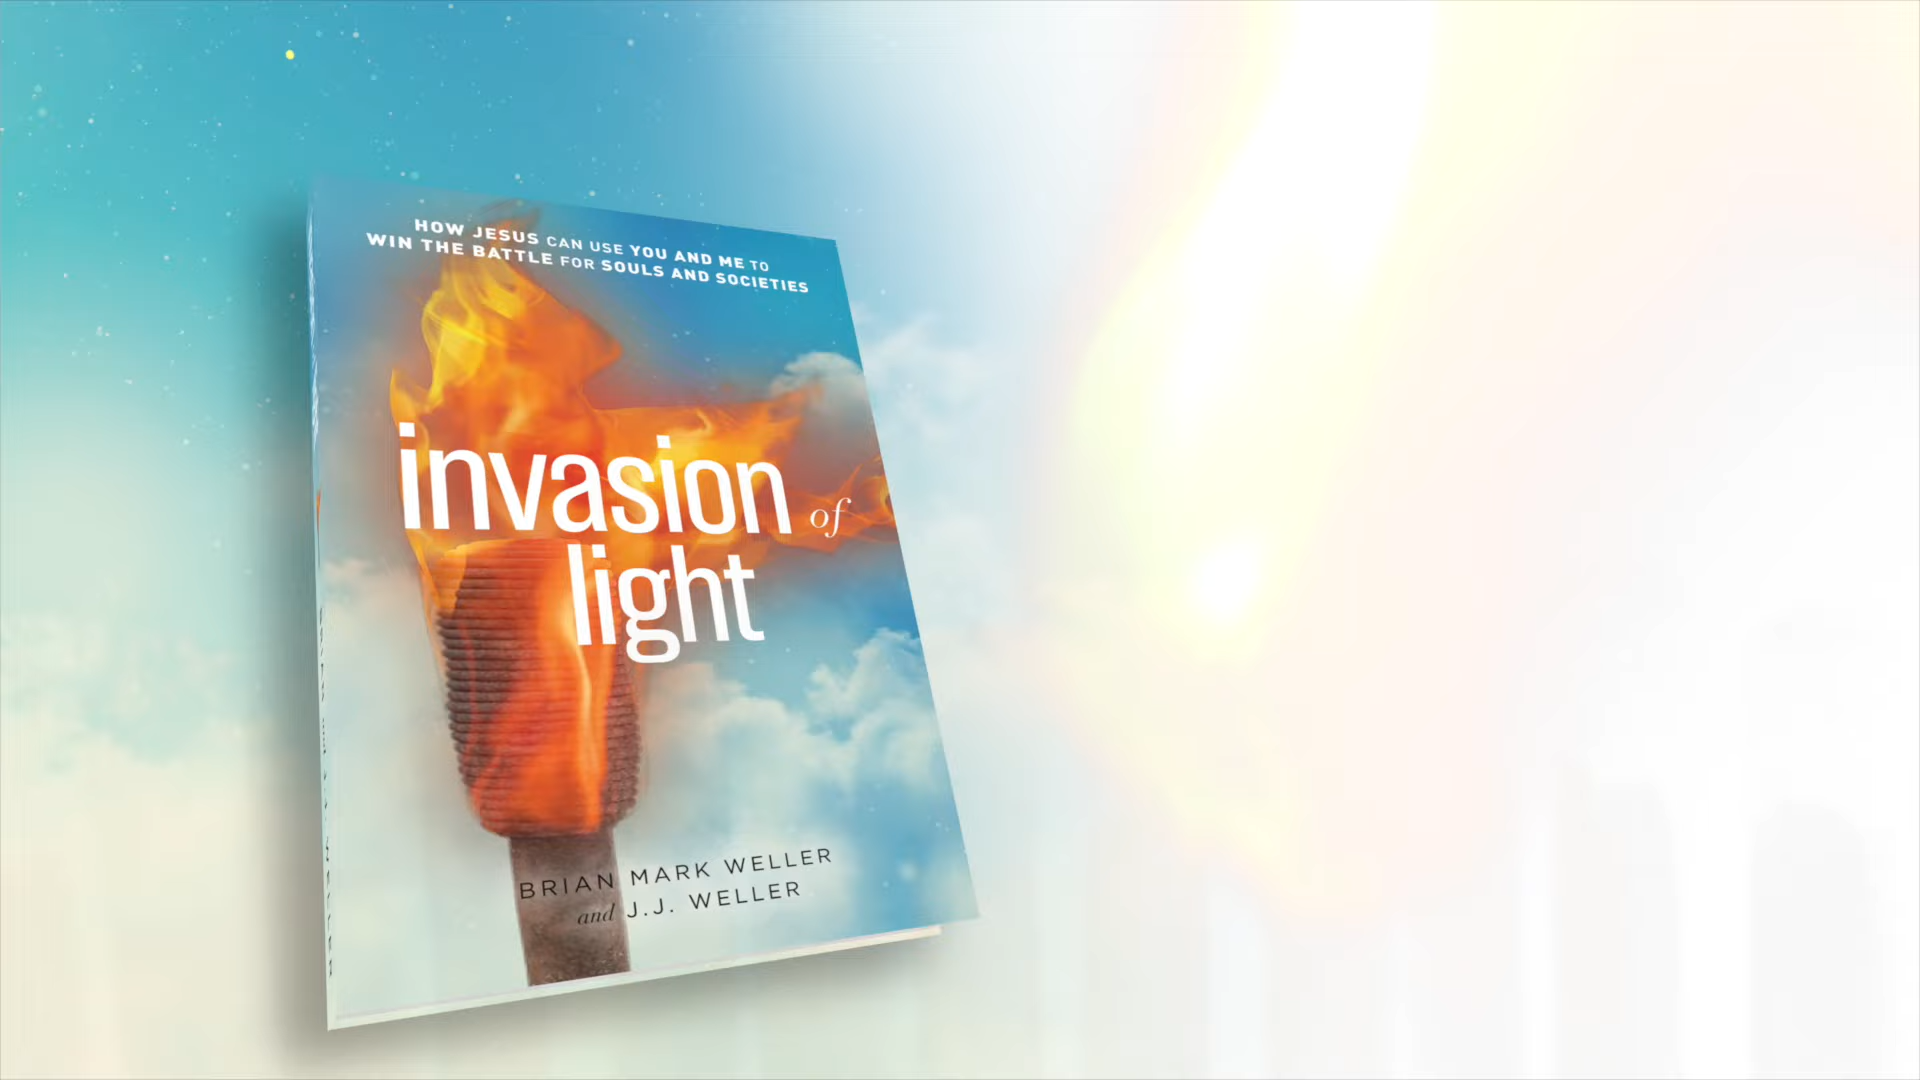 HOW JESUS CAN USE YOU AND ME TO
WIN THE BATTLE FOR SOULS AND SOCIETIES
invasion of
light
BRIAN MARK WELLER
and J.J. WELLER